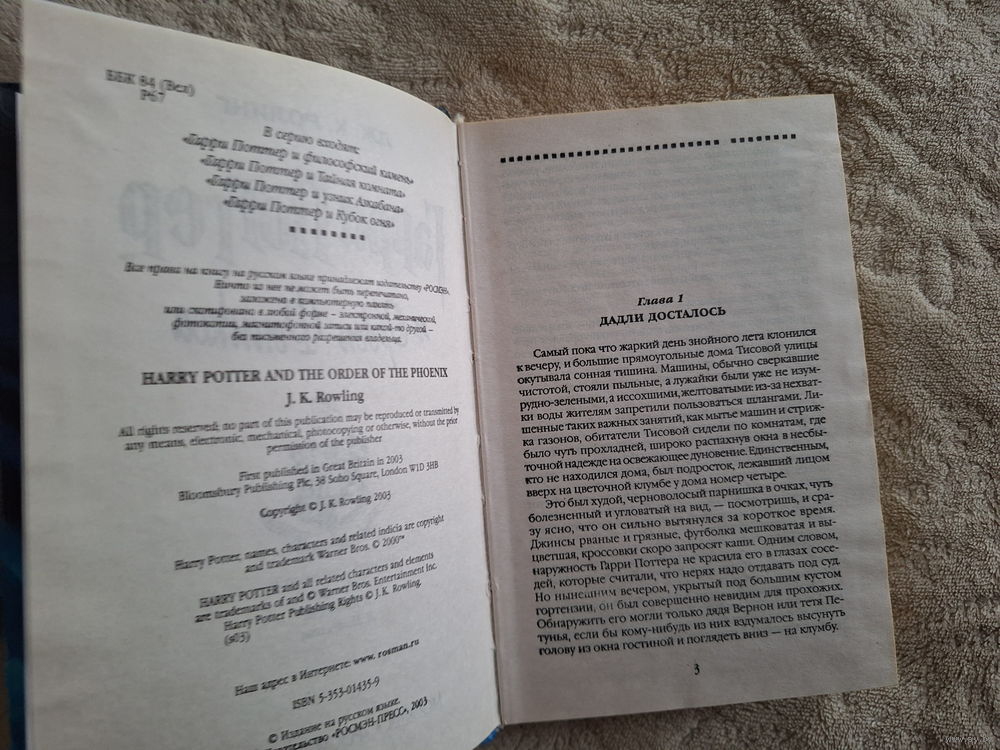 ББК 84 (Вел)
Р67
В серию входят:
«Гарри Поттер и философский камень»
«Гарри Поттер и Тайная комната»
«Гарри Поттер и узник Азкабана»
«Гарри Поттер и Кубок огня»
Все права на книгу на русском языке принадлежат издательству «РОСМЭН».
Ничто из нее не может быть перепечатано,
заложено в компьютерную память
или скопировано в любой форме – электронной, механической,
фотокопии, магнитофонной записи или какой-то другой –
без письменного разрешения владельца.
HARRY POTTER AND THE ORDER OF THE PHOENIX
J. K. Rowling
All rights reserved; no part of this publication may be reproduced or transmitted by
any means, electronic, mechanical, photocopying or otherwise, without the prior
permission of the publisher
First published in Great Britain in 2003
Bloomsbury Publishing Plc, 38 Soho Square, London W1D 3HB
Copyright © J. K. Rowling 2003
Harry Potter, names, characters and related indicia are copyright
and trademark Warner Bros. © 2000™
HARRY POTTER and all related characters and elements
are trademarks of and © Warner Bros. Entertainment Inc.
Harry Potter Publishing Rights © J. K. Rowling.
(s03)
Наш адрес в Интернете: www. rosman.ru
ISBN 5-353-01435-9
© Издание на русском языке.
«РОСМЭН-ПРЕСС», 2003
Глава 1
ДАДЛИ ДОСТАЛОСЬ
Самый пока что жаркий день знойного лета клонился
к вечеру, и большие прямоугольные дома Тисовой улицы
окутывала сонная тишина. Машины, обычно сверкавшие
чистотой, стояли пыльные, а лужайки были уже не изум-
рудно-зелеными, а иссохшими, желтоватыми: из-за нехват-
ки воды жителям запретили пользоваться шлангами. Ли-
шенные таких важных занятий, как мытье машин и стриж-
ка газонов, обитатели Тисовой сидели по комнатам, где
было чуть прохладней, широко распахнув окна в несбы-
точной надежде на освежающее дуновение. Единственным,
кто не находился дома, был подросток, лежавший лицом
вверх на цветочной клумбе у дома номер четыре.
Это был худой, черноволосый парнишка в очках, чуть
болезненный и угловатый на вид, — посмотришь, и сра-
зу ясно, что он сильно вытянулся за короткое время.
Джинсы рваные и грязные, футболка мешковатая и вы-
цветшая, кроссовки скоро запросят каши. Одним словом,
наружность Гарри Поттера не красила его в глазах сосе-
дей, которые считали, что нерях надо отдавать под суд.
Но нынешним вечером, укрытый под большим кустом
гортензии, он был совершенно невидим для прохожих.
Обнаружить его могли только дядя Вернон или тетя Пе-
тунья, если бы кому-нибудь из них вздумалось высунуть
голову из окна гостиной и поглядеть вниз — на клумбу.
3